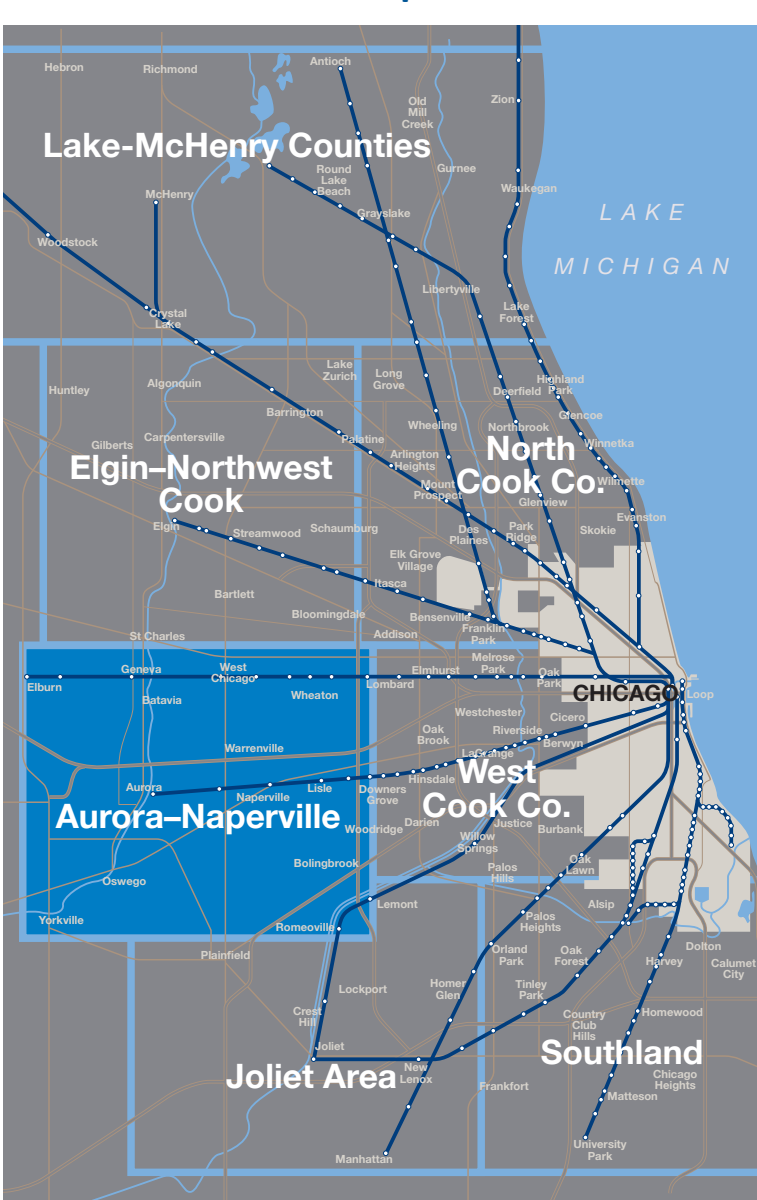 Hebron
Richmond
Antioch
Old
Mill
Creek
Zion
Lake-McHenry Counties
Round
Lake
Beach
Gurnee
McHenry
Waukegan
Grayslake
LAKE
MICHIGAN
Woodstock
Libertyville
Crystal
Lake
Lake
Forest
Huntley
Algonquin
Lake
Zurich
Long
Grove
Highland
Park
Deerfield
Barrington
Glencoe
Gilberts
Carpentersville
Palatine
Wheeling
Northbrook
Winnetka
Arlington
Heights
Elgin–Northwest
Cook
North
Cook Co.
Mount
Prospect
Wilmette
Glenview
Evanston
Elgin
Streamwood
Schaumburg
Des
Plaines
Park
Ridge
Skokie
Elk Grove
Village
Itasca
Bartlett
Bloomingdale
Bensenville
Franklin
Park
St Charles
Addison
Melrose
Park
Geneva
West
Chicago
Elmhurst
Oak
Park
Elburn
Batavia
Wheaton
Lombard
CHICAGO
Loop
Westchester
Cicero
Oak
Brook
Riverside
Berwyn
Warrenville
LaGrange
West
Cook Co.
Aurora
Naperville
Lisle
Downers
Grove
Hinsdale
Aurora–Naperville
Woodridge
Darien
Justice
Burbank
Willow
Springs
Bolingbrook
Palos
Hills
Oak
Lawn
Oswego
Lemont
Alsip
Yorkville
Romeoville
Palos
Heights
Plainfield
Orland
Park
Oak
Forest
Dolton
Harvey
Calumet
City
Lockport
Homer
Glen
Tinley
Park
Crest
Hill
Country
Club
Hills
Homewood
Joliet
Joliet Area
New
Lenox
Southland
Frankfort
Chicago
Heights
Matteson
University
Park
Manhattan